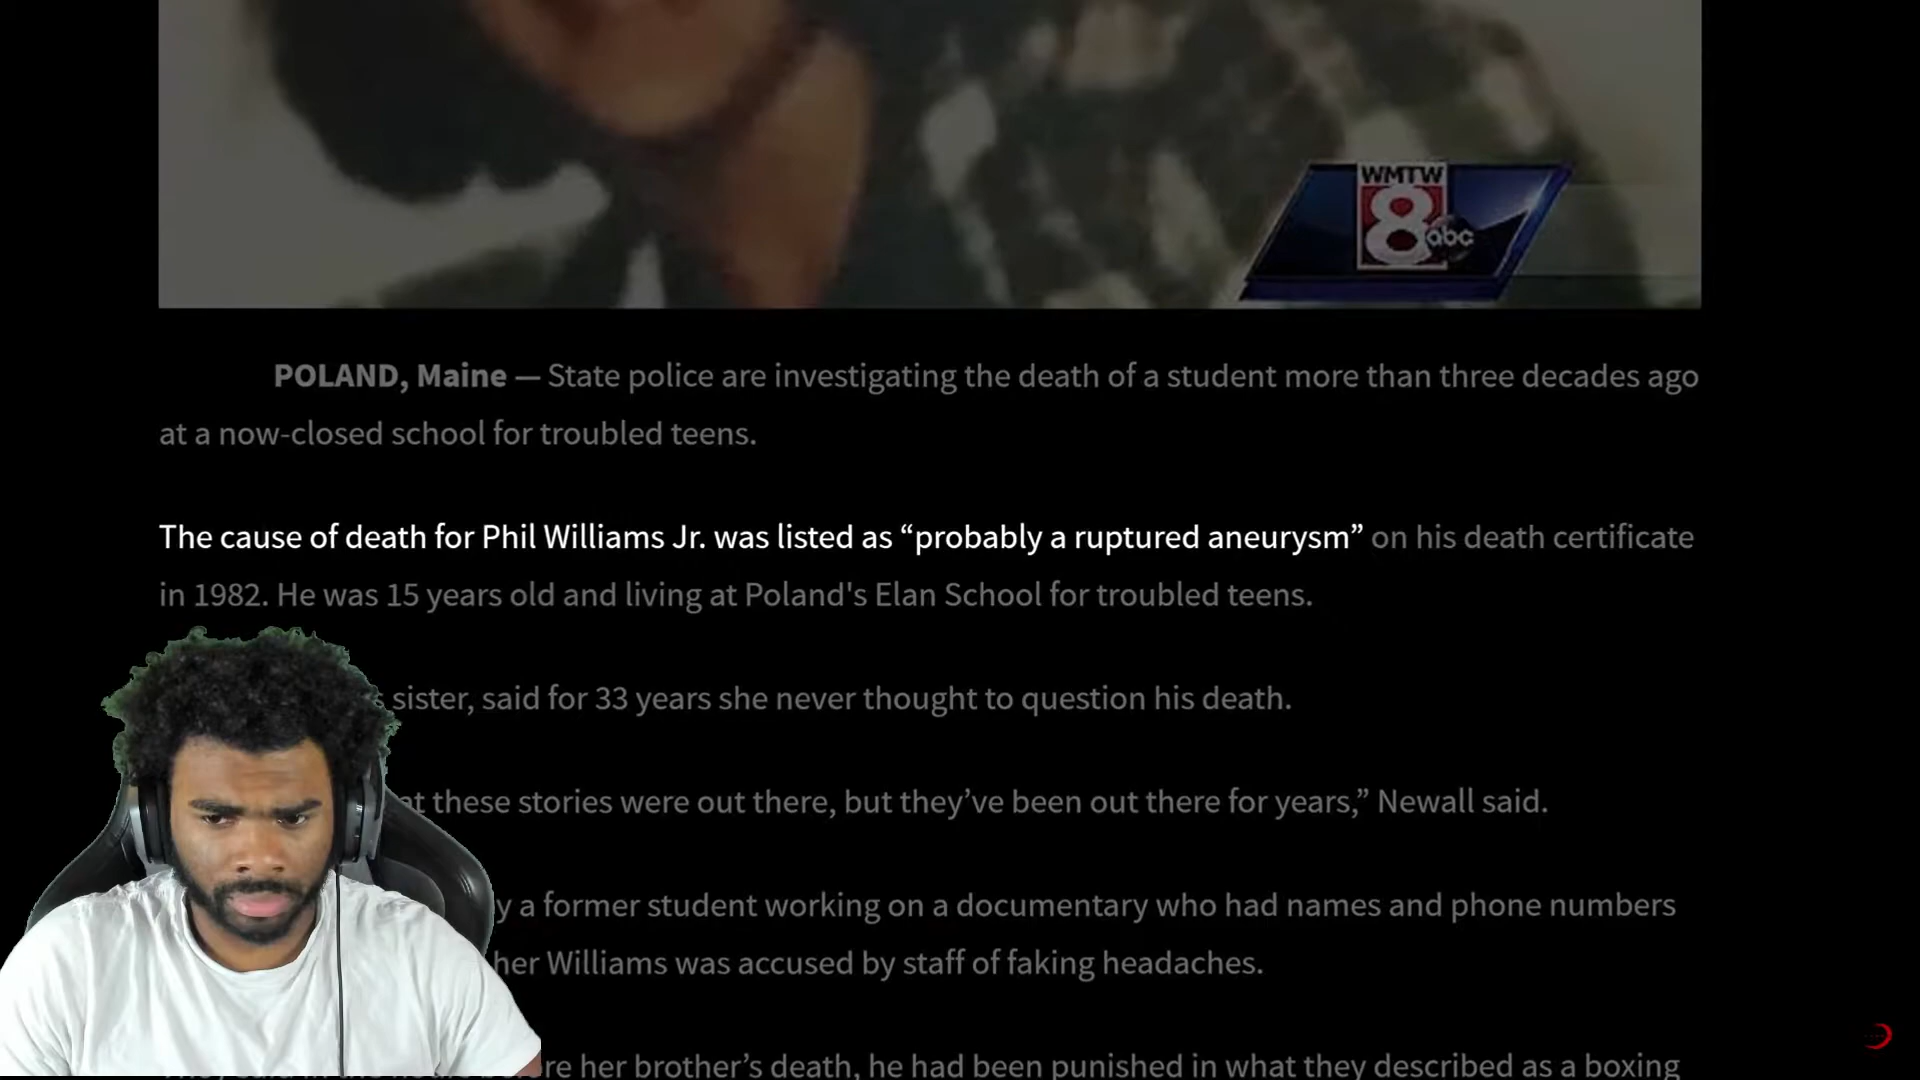 WMTW
8
abc
POLAND, Maine — State police are investigating the death of a student more than three decades ago
at a now-closed school for troubled teens.
The cause of death for Phil Williams Jr. was listed as “probably a ruptured aneurysm” on his death certificate
in 1982. He was 15 years old and living at Poland's Elan School for troubled teens.
sister, said for 33 years she never thought to question his death.
these stories were out there, but they’ve been out there for years,” Newall said.
a former student working on a documentary who had names and phone numbers
her Williams was accused by staff of faking headaches.
her brother’s death, he had been punished in what they described as a boxing